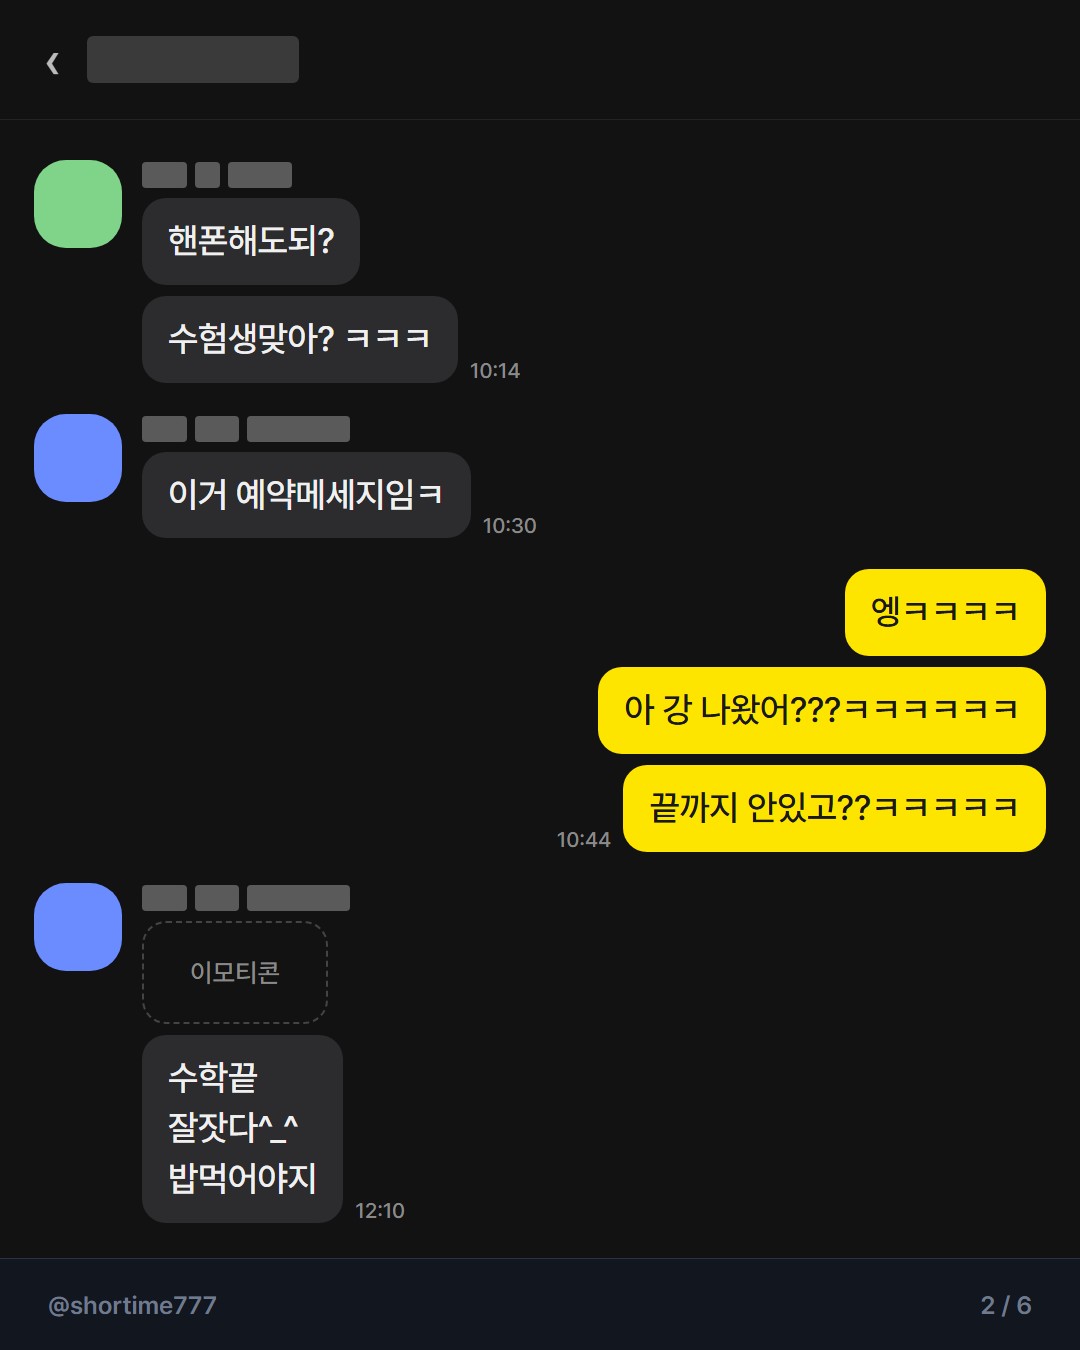 핸폰해도되?
수험생맞아? ㅋㅋㅋ
10:14
이거 예약메세지임ㅋ
10:30
엥ㅋㅋㅋㅋ
아 강 나왔어???ㅋㅋㅋㅋㅋㅋ
끝까지 안있고??ㅋㅋㅋㅋㅋ
10:44
이모티콘
수학끝
잘잣다^_^
밥먹어야지
12:10
@shortime777
2 / 6